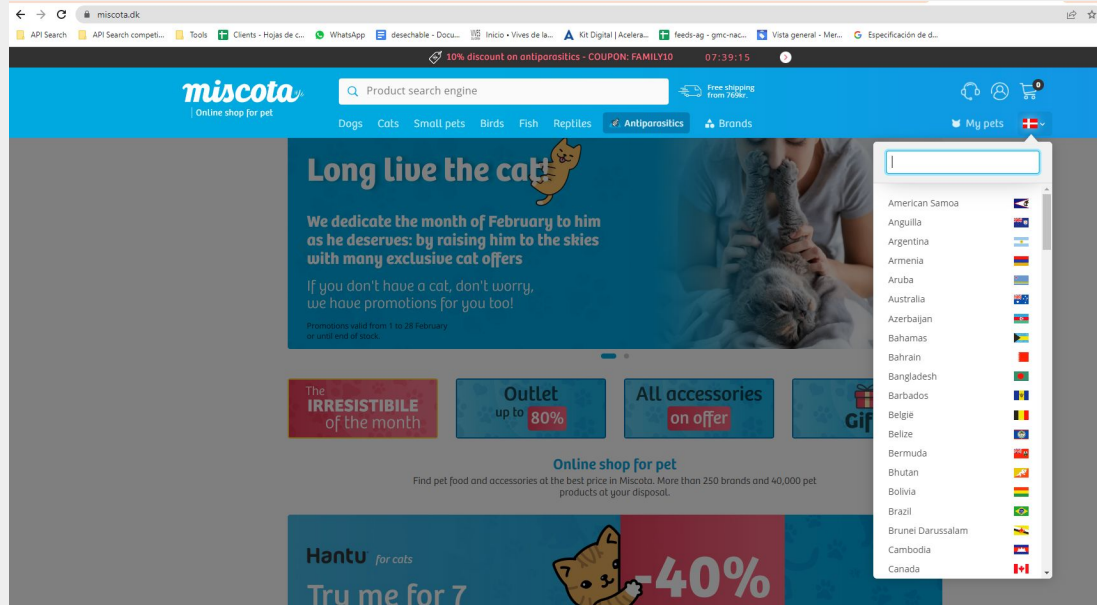 miscota.dk
API Search
API Search competi...
Tools
Clients - Hojas de c...
WhatsApp
desechable - Docu...
Inicio • Vives de la...
Kit Digital | Acelera...
feeds-ag - gmc-nac...
Vista general - Mer...
Especificación de d...
10% discount on antiparasitics - COUPON: FAMILY10 07:39:15
miscota
Online shop for pet
Product search engine
Free shipping
from 769kr.
0
Dogs Cats Small pets Birds Fish Reptiles Antiparasitics Brands
My pets
Long live the cat!
We dedicate the month of February to him
as he deserves: by raising him to the skies
with many exclusive cat offers
If you don't have a cat, don't worry,
we have promotions for you too!
Promotions valid from 1 to 28 February
or until end of stock.
The
IRRESISTIBLE
of the month
Outlet
up to 80%
All accessories
on offer
Gif
Online shop for pet
Find pet food and accessories at the best price in Miscota. More than 250 brands and 40,000 pet
products at your disposal.
Hantu for cats
Try me for 7
-40%
American Samoa
Anguilla
Argentina
Armenia
Aruba
Australia
Azerbaijan
Bahamas
Bahrain
Bangladesh
Barbados
België
Belize
Bermuda
Bhutan
Bolivia
Brazil
Brunei Darussalam
Cambodia
Canada